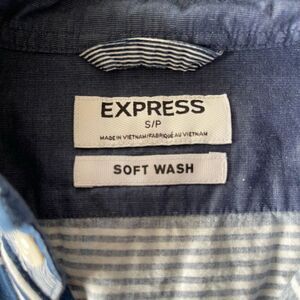 EXPRESS
S/P
MADE IN VIETNAM/FABRIQUÉ AU VIETNAM
SOFT WASH